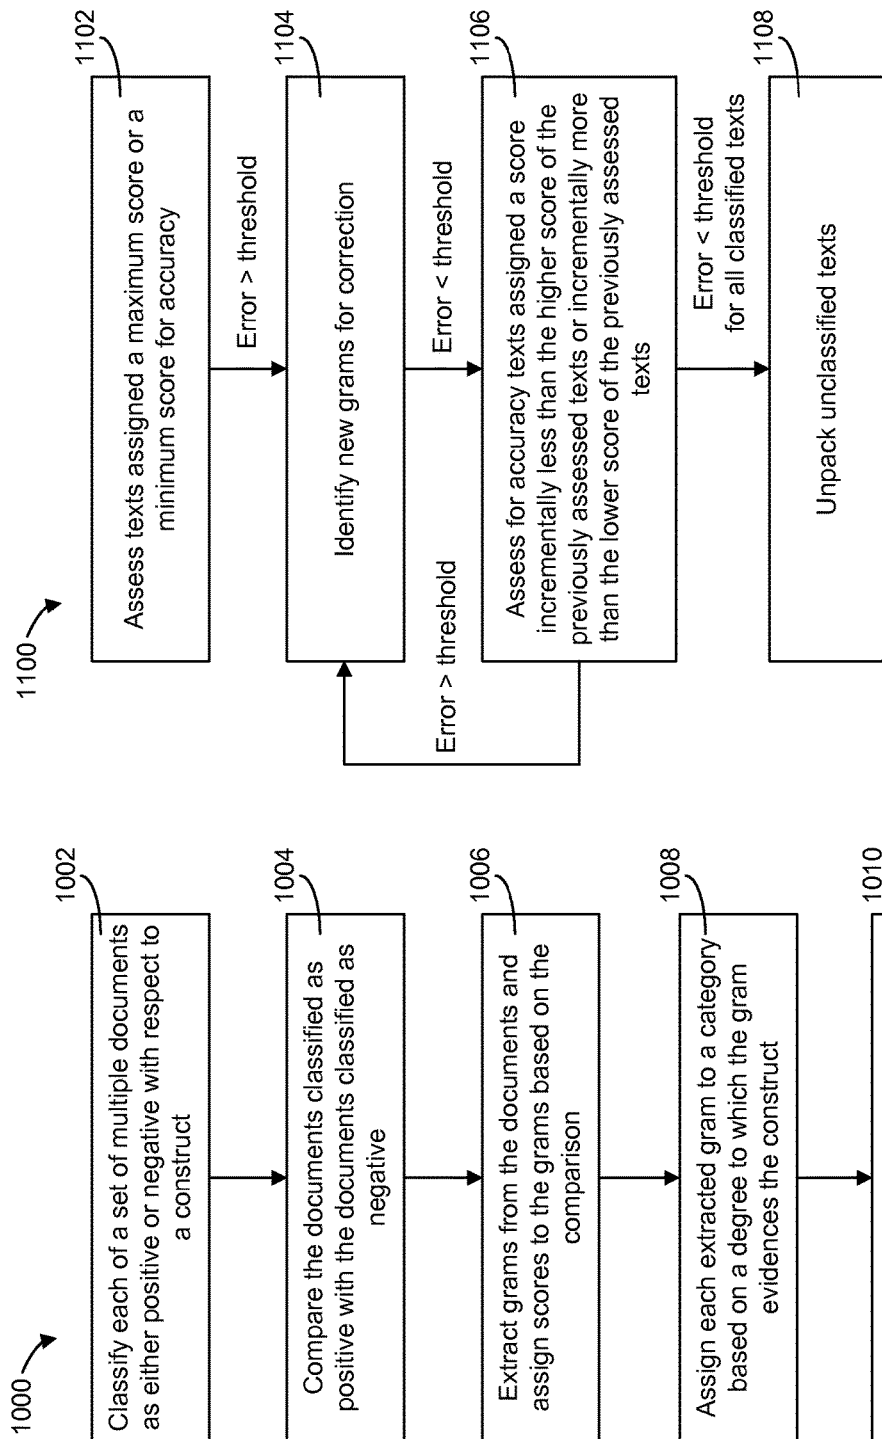 1000
1002
Classify each of a set of multiple documents
as either positive or negative with respect to
a construct
1004
Compare the documents classified as
positive with the documents classified as
negative
1006
Extract grams from the documents and
assign scores to the grams based on the
comparison
1008
Assign each extracted gram to a category
based on a degree to which the gram
evidences the construct
1010
1100
1102
Assess texts assigned a maximum score or a
minimum score for accuracy
Error > threshold
1104
Identify new grams for correction
Error > threshold
Error < threshold
1106
Assess for accuracy texts assigned a score
incrementally less than the higher score of the
previously assessed texts or incrementally more
than the lower score of the previously assessed
texts
Error < threshold
for all classified texts
1108
Unpack unclassified texts